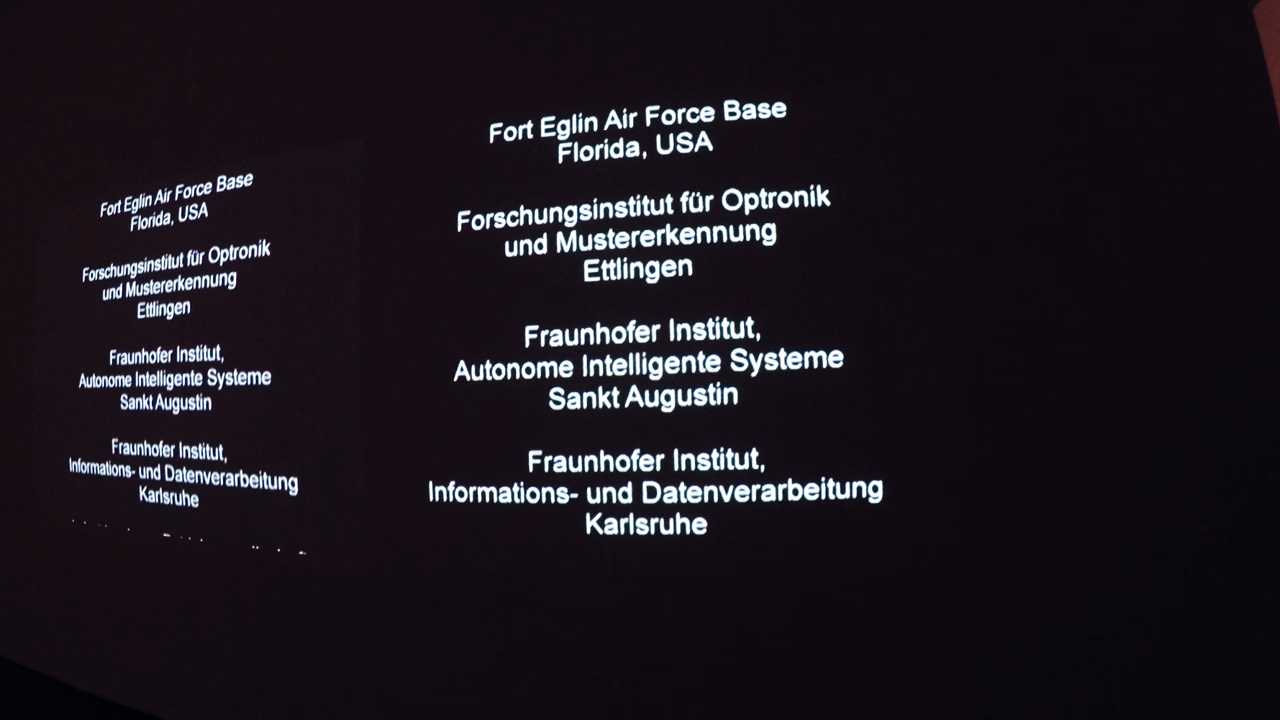 Fort Eglin Air Force Base
Florida, USA
Forschungsinstitut für Optronik
und Mustererkennung
Ettlingen
Fraunhofer Institut,
Autonome Intelligente Systeme
Sankt Augustin
Fraunhofer Institut,
Informations- und Datenverarbeitung
Karlsruhe
Fort Eglin Air Force Base
Florida, USA
Forschungsinstitut für Optronik
und Mustererkennung
Ettlingen
Fraunhofer Institut,
Autonome Intelligente Systeme
Sankt Augustin
Fraunhofer Institut,
Informations- und Datenverarbeitung
Karlsruhe